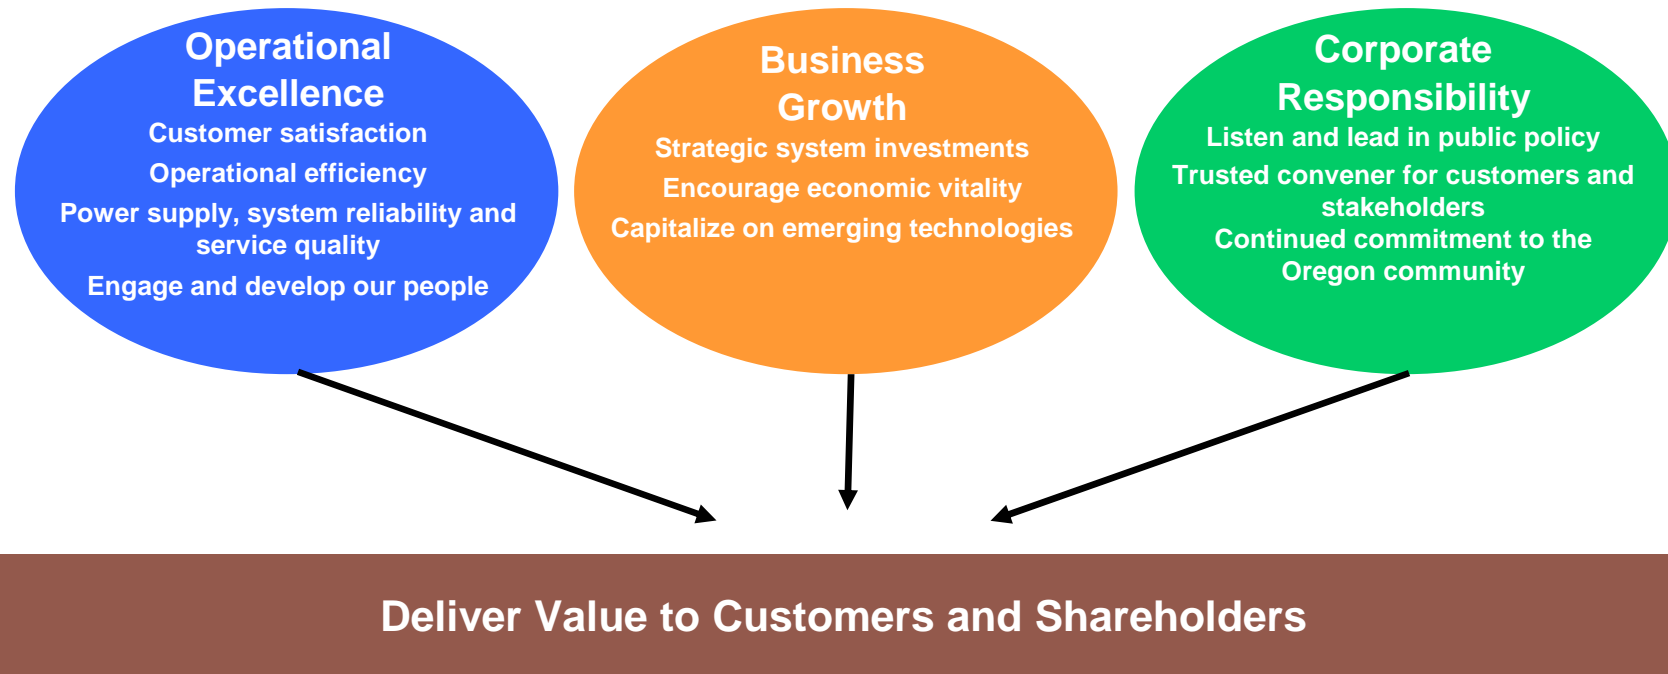 Operational
Excellence
Customer satisfaction
Operational efficiency
Power supply, system reliability and
service quality
Engage and develop our people
Business
Growth
Strategic system investments
Encourage economic vitality
Capitalize on emerging technologies
Corporate
Responsibility
Listen and lead in public policy
Trusted convener for customers and
stakeholders
Continued commitment to the
Oregon community
Deliver Value to Customers and Shareholders